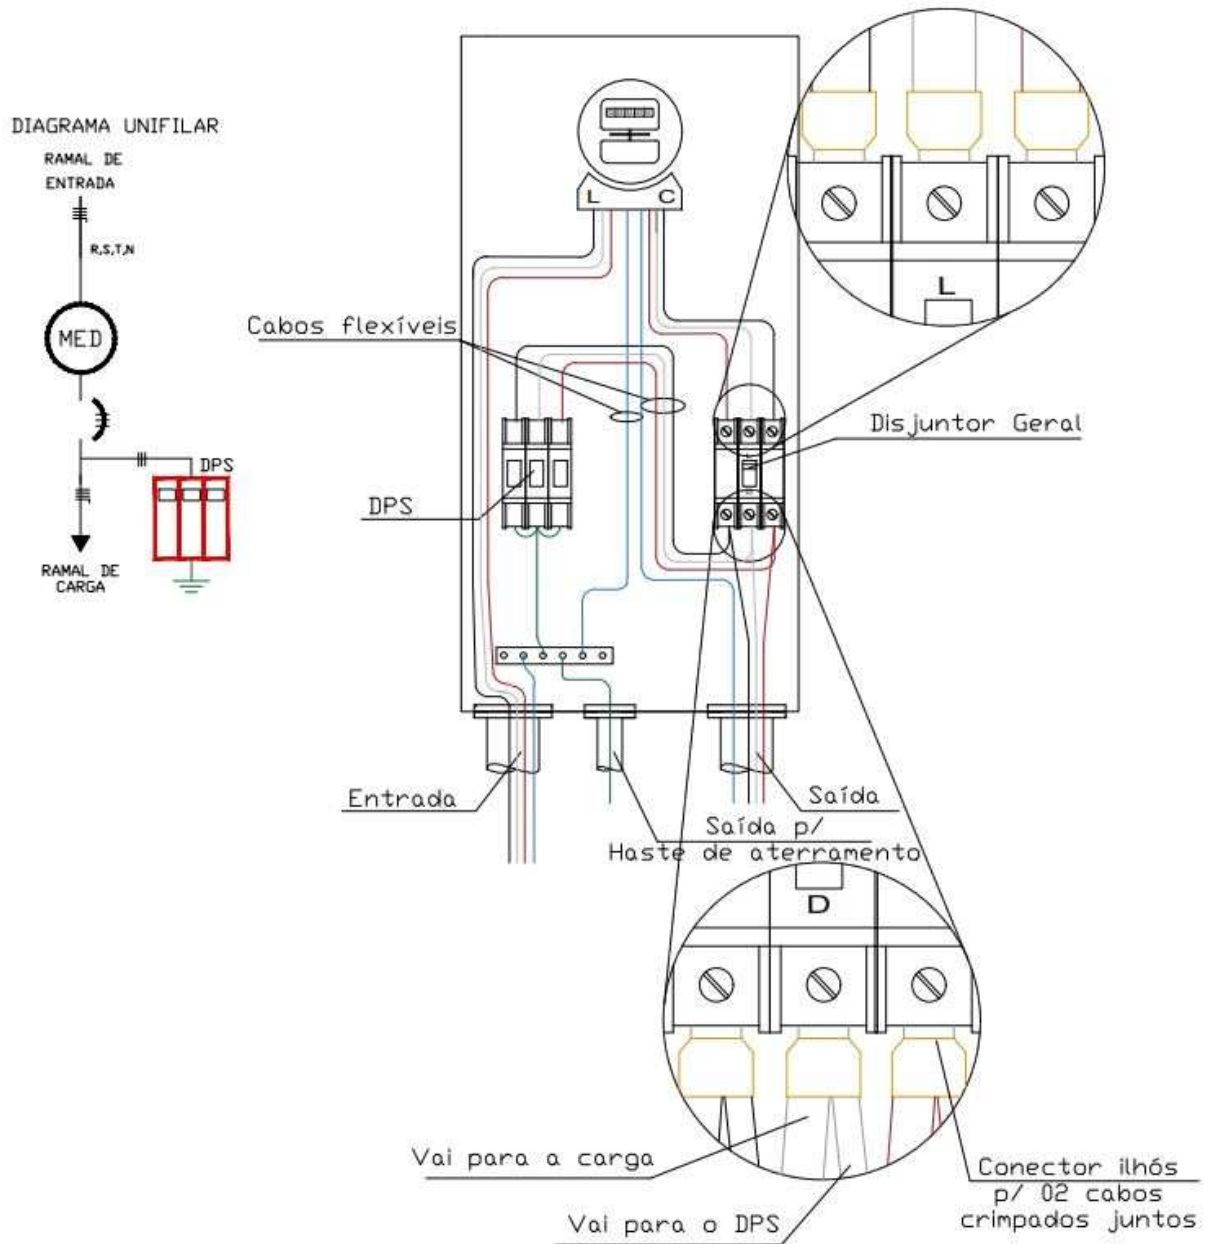 DIAGRAMA UNIFILAR
RAMAL DE
ENTRADA
R,S,T,N
MED
DPS
RAMAL DE
CARGA
L C
Cabos flexíveis
DPS
L
Disjuntor Geral
Entrada
Saída
Saída p/
Haste de aterramento
D
Vai para a carga
Vai para o DPS
Conector ilhós
p/ 02 cabos
crimpados juntos